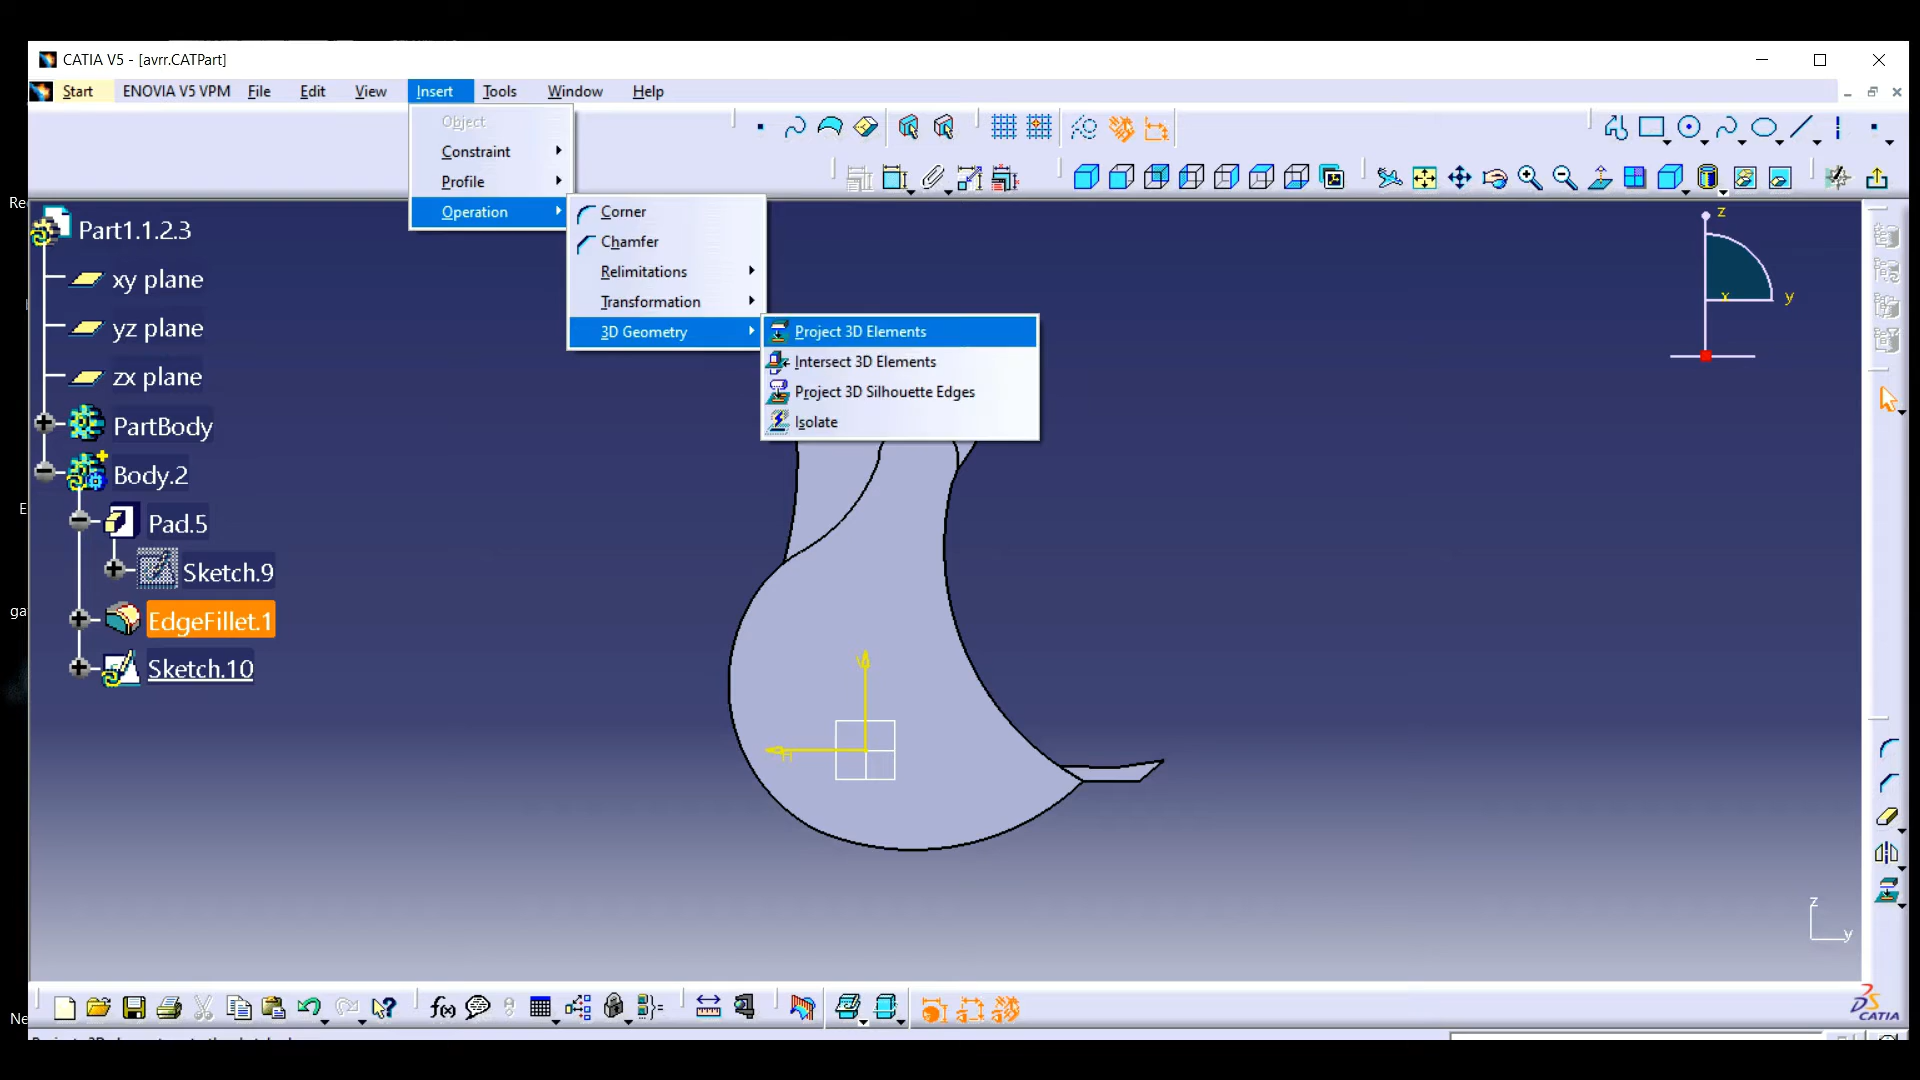 CATIA V5 - [avrr.CATPart]
Start ENOVIA V5 VPM File Edit View Insert Tools Window Help
Object
Constraint
Profile
Operation
Corner
Chamfer
Relimitations
Transformation
3D Geometry
Project 3D Elements
Intersect 3D Elements
Project 3D Silhouette Edges
Isolate
Part1.1.2.3
xy plane
yz plane
zx plane
PartBody
Body.2
Pad.5
Sketch.9
EdgeFillet.1
Sketch.10
z
x
y
V
H
z
y
f(x)
CATIA
Re
E
ga
Ne